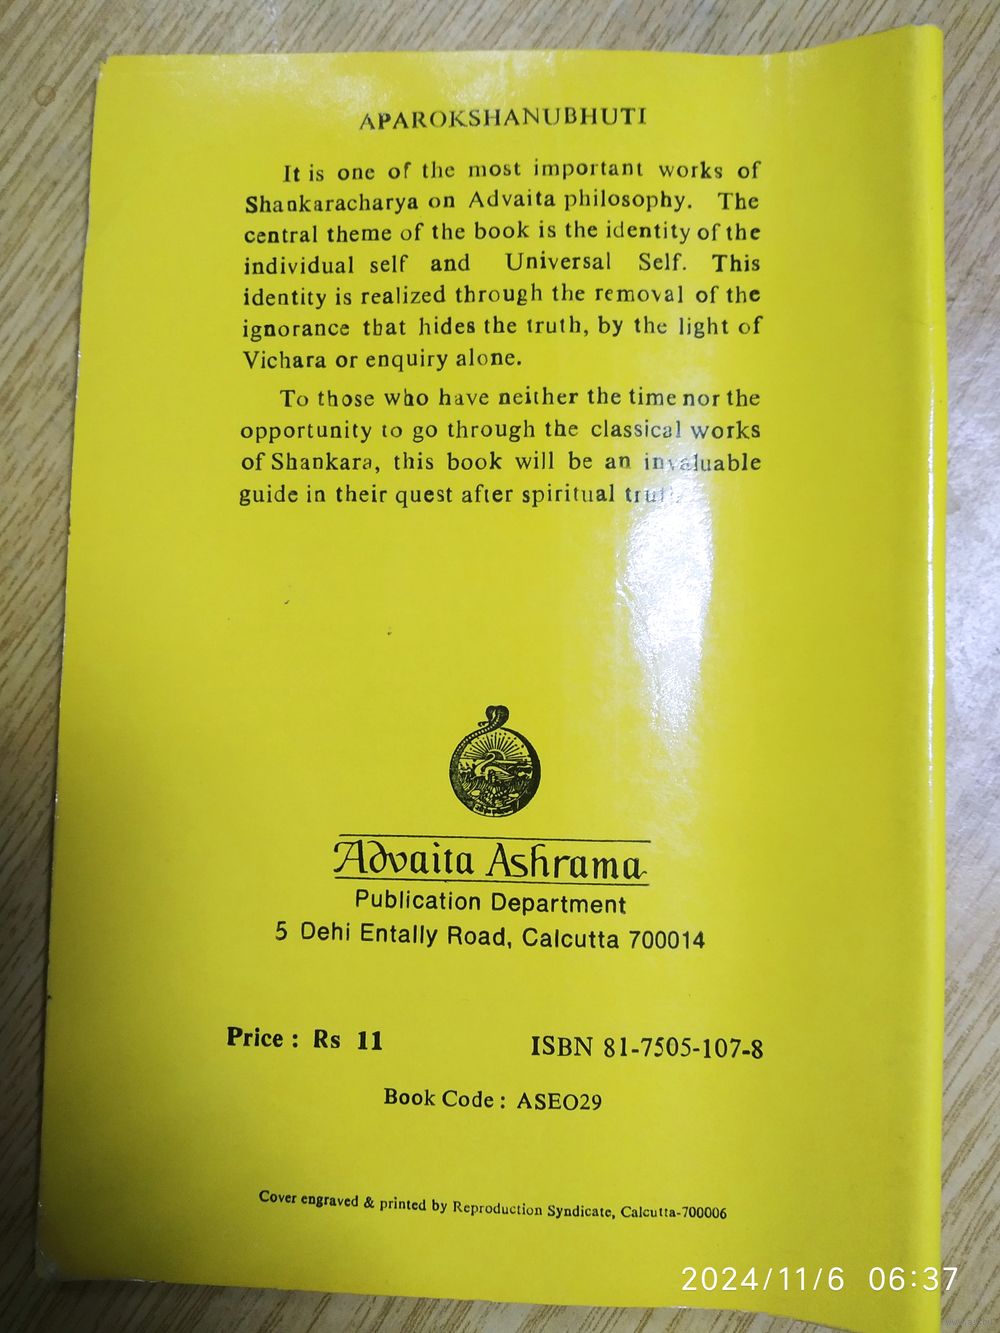 APAROKSHANUBHUTI
It is one of the most important works of
Shankaracharya on Advaita philosophy. The
central theme of the book is the identity of the
individual self and Universal Self. This
identity is realized through the removal of the
ignorance that hides the truth, by the light of
Vichara or enquiry alone.
To those who have neither the time nor the
opportunity to go through the classical works
of Shankara, this book will be an invaluable
guide in their quest after spiritual
Advaita Ashrama
Publication Department
5 Dehi Entally Road, Calcutta 700014
Price : Rs 11
ISBN 81-7505-107-8
Book Code : ASEO29
Cover engraved & printed by Reproduction Syndicate, Calcutta-700006
2024/11/6 06:37